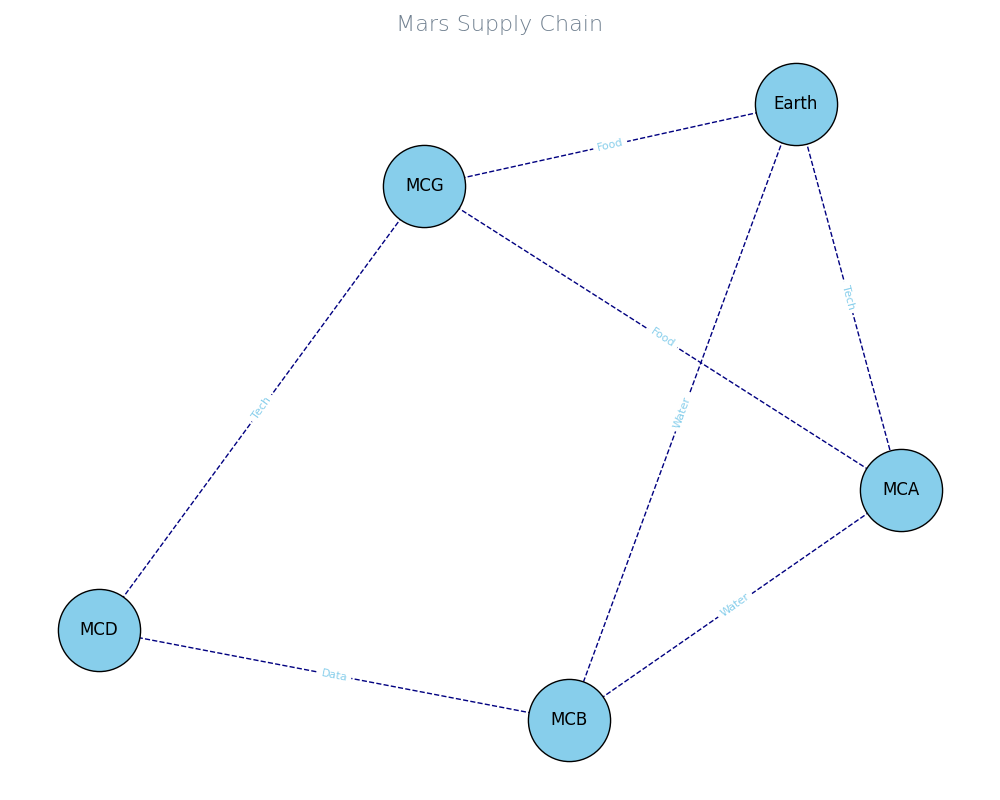 Mars Supply Chain
Earth
Food
MCG
Tech
Food
Tech
Water
MCA
Water
MCD
Data
MCB